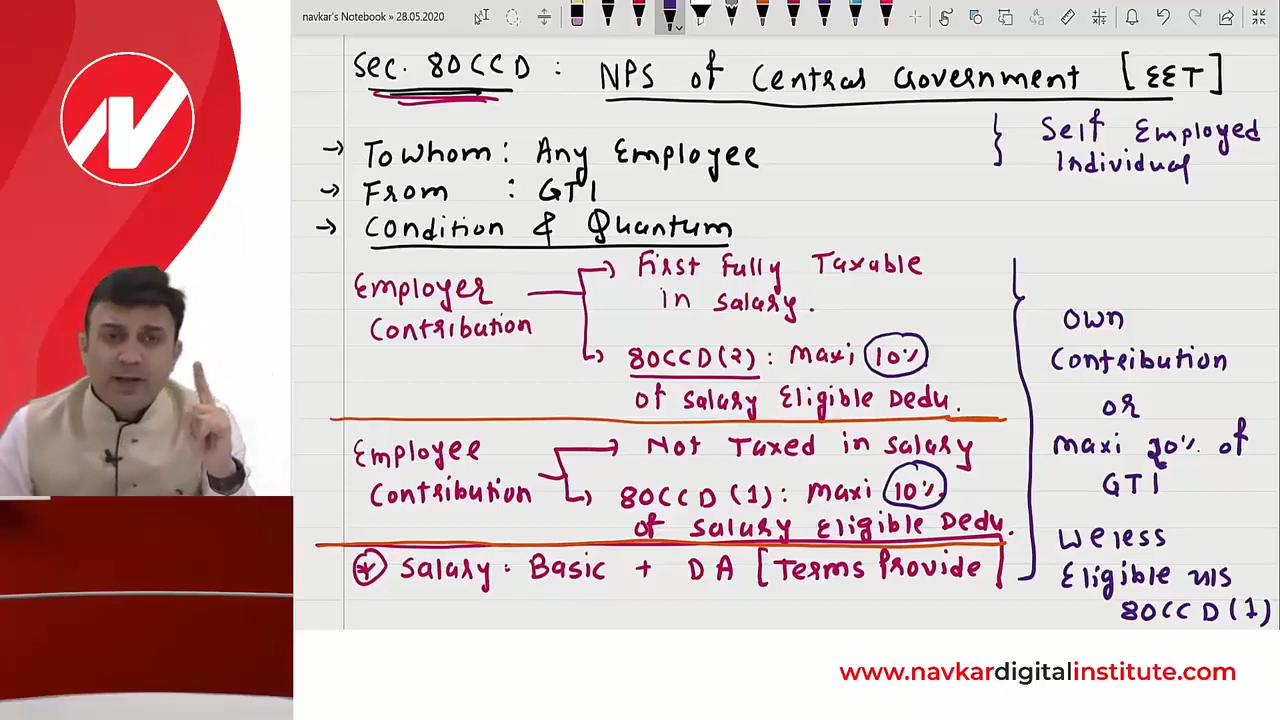 navkar's Notebook » 28.05.2020
Sec. 80CCD : NPS of Central Government [EET]
→ To whom : Any Employee
→ From : GTI
→ Condition & Quantum
Employer Contribution
→ First Fully Taxable
in salary.
→ 80CCD(2) : Maxi 10%
of Salary Eligible Dedu.
Employee Contribution
→ Not Taxed in salary
→ 80CCD(1) : Maxi 10%
of salary Eligible Dedu.
* Salary : Basic + DA [Terms Provide]
} Self Employed
Individual
Own
Contribution
or
Maxi 20% of
GTI
W e less
Eligible u/s
80CCD(1)
N
www.navkardigitalinstitute.com